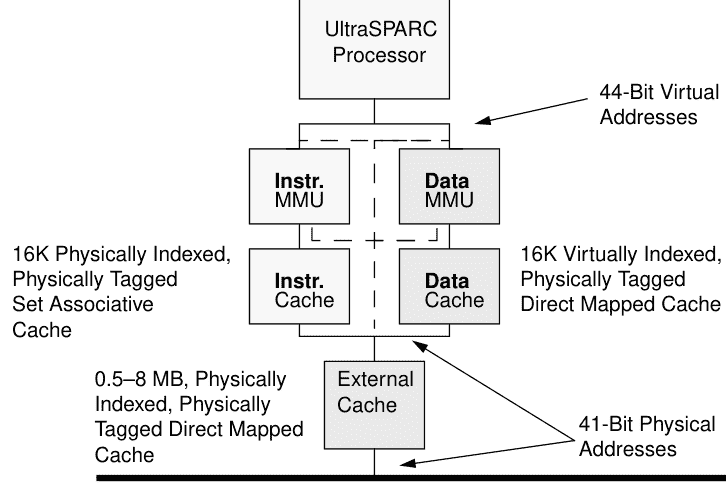 UltraSPARC
Processor
44-Bit Virtual
Addresses
Instr.
MMU
Data
MMU
16K Physically Indexed,
Physically Tagged
Set Associative
Cache
Instr.
Cache
Data
Cache
16K Virtually Indexed,
Physically Tagged
Direct Mapped Cache
0.5–8 MB, Physically
Indexed, Physically
Tagged Direct Mapped
Cache
External
Cache
41-Bit Physical
Addresses